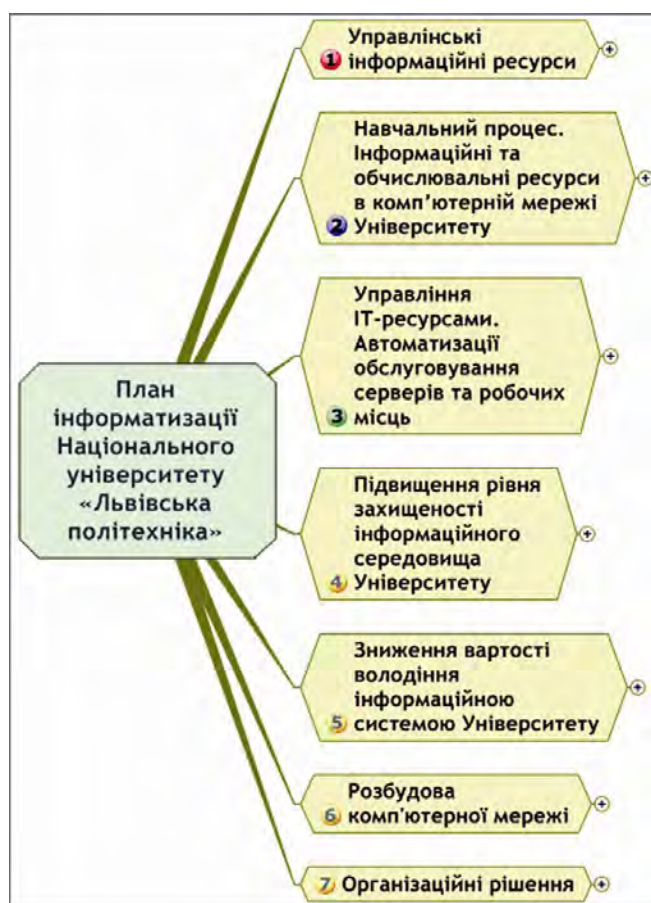 План
інформатизації
Національного
університету
«Львівська
політехніка»
Управлінські
1 інформаційні ресурси
Навчальний процес.
Інформаційні та
обчислювальні ресурси
в комп’ютерній мережі
2 Університету
Управління
ІТ-ресурсами.
Автоматизації
обслуговування
серверів та робочих
3 місць
Підвищення рівня
захищеності
інформаційного
середовища
4 Університету
Зниження вартості
володіння
інформаційною
5 системою Університету
Розбудова
6 комп'ютерної мережі
7 Організаційні рішення